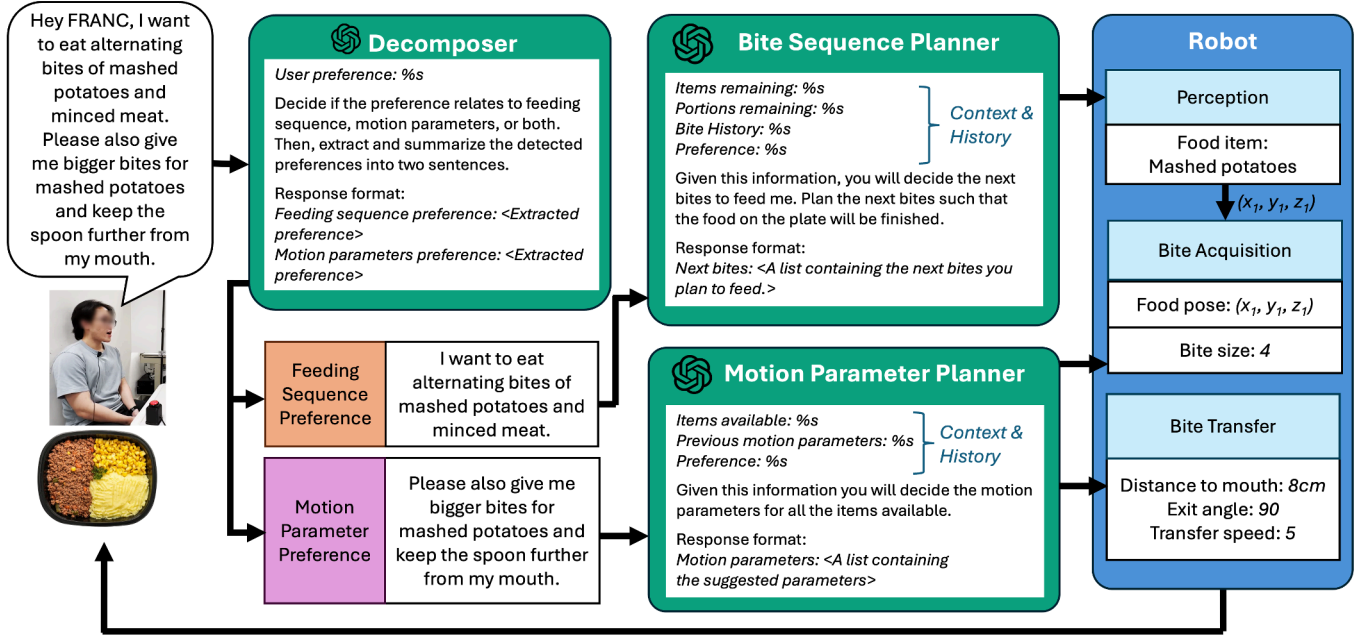 Hey FRANC, I want
to eat alternating
bites of mashed
potatoes and
minced meat.
Please also give
me bigger bites for
mashed potatoes
and keep the
spoon further from
my mouth.
Decomposer
User preference: %s
Decide if the preference relates to feeding
sequence, motion parameters, or both.
Then, extract and summarize the detected
preferences into two sentences.
Response format:
Feeding sequence preference: <Extracted
preference>
Motion parameters preference: <Extracted
preference>
Feeding
Sequence
Preference
I want to eat
alternating bites of
mashed potatoes and
minced meat.
Motion
Parameter
Preference
Please also give me
bigger bites for
mashed potatoes and
keep the spoon further
from my mouth.
Bite Sequence Planner
Items remaining: %s
Portions remaining: %s
Bite History: %s
Preference: %s
Context &
History
Given this information, you will decide the next
bites to feed me. Plan the next bites such that
the food on the plate will be finished.
Response format:
Next bites: <A list containing the next bites you
plan to feed.>
Motion Parameter Planner
Items available: %s
Previous motion parameters: %s
Preference: %s
Context &
History
Given this information you will decide the motion
parameters for all the items available.
Response format:
Motion parameters: <A list containing
the suggested parameters>
Robot
Perception
Food item:
Mashed potatoes
(x₁, y₁, z₁)
Bite Acquisition
Food pose: (x₁, y₁, z₁)
Bite size: 4
Bite Transfer
Distance to mouth: 8cm
Exit angle: 90
Transfer speed: 5